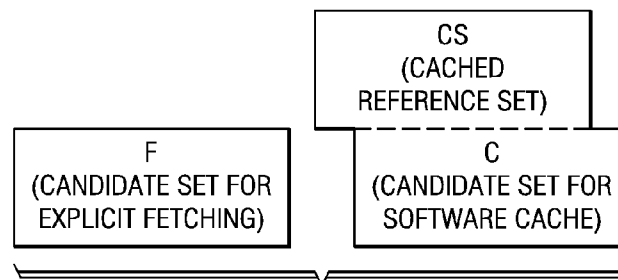 CS
(CACHED
REFERENCE SET)
F
(CANDIDATE SET FOR
EXPLICIT FETCHING)
C
(CANDIDATE SET FOR
SOFTWARE CACHE)